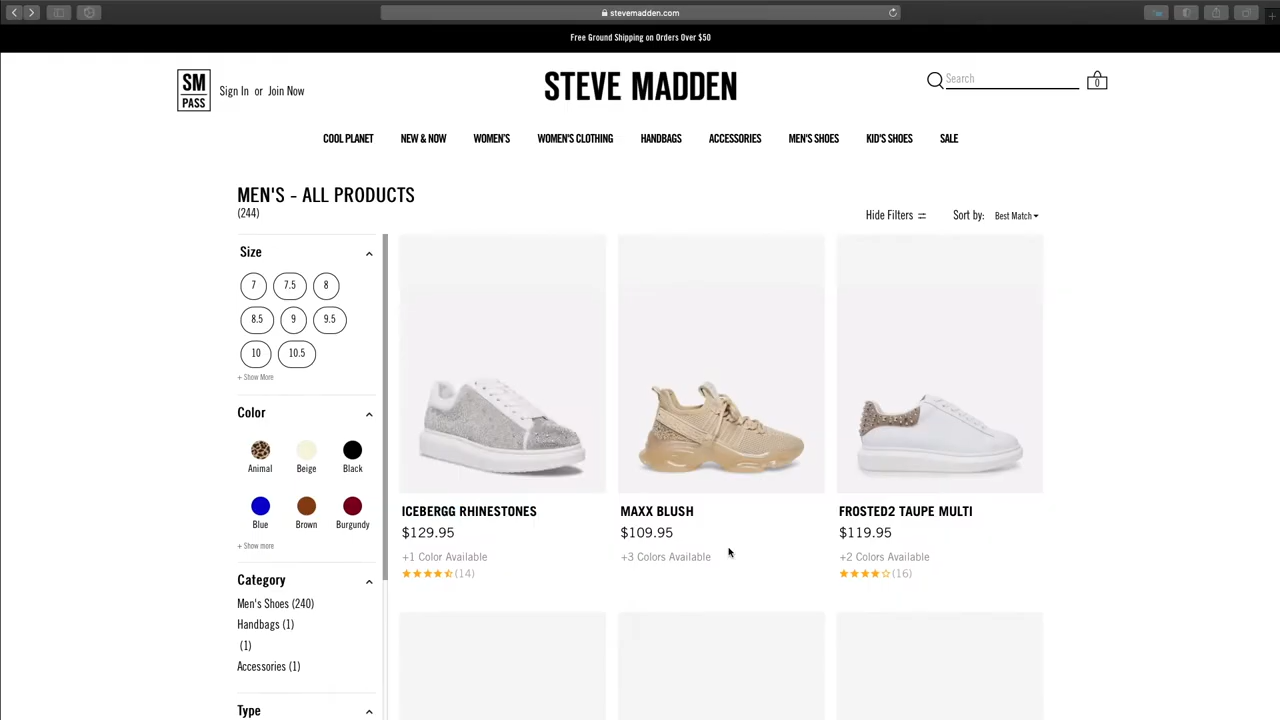 stevemadden.com
Free Ground Shipping on Orders Over $50
SM
PASS
Sign In or Join Now
STEVE MADDEN
Search
0
COOL PLANET NEW & NOW WOMEN'S WOMEN'S CLOTHING HANDBAGS ACCESSORIES MEN'S SHOES KID'S SHOES SALE
MEN'S - ALL PRODUCTS
(244)
Hide Filters Sort by: Best Match
Size
7 7.5 8
8.5 9 9.5
10 10.5
+ Show More
Color
Animal Beige Black
Blue Brown Burgundy
+ Show more
Category
Men's Shoes (240)
Handbags (1)
(1)
Accessories (1)
Type
ICEBERGG RHINESTONES
$129.95
+1 Color Available
(14)
MAXX BLUSH
$109.95
+3 Colors Available
FROSTED2 TAUPE MULTI
$119.95
+2 Colors Available
(16)